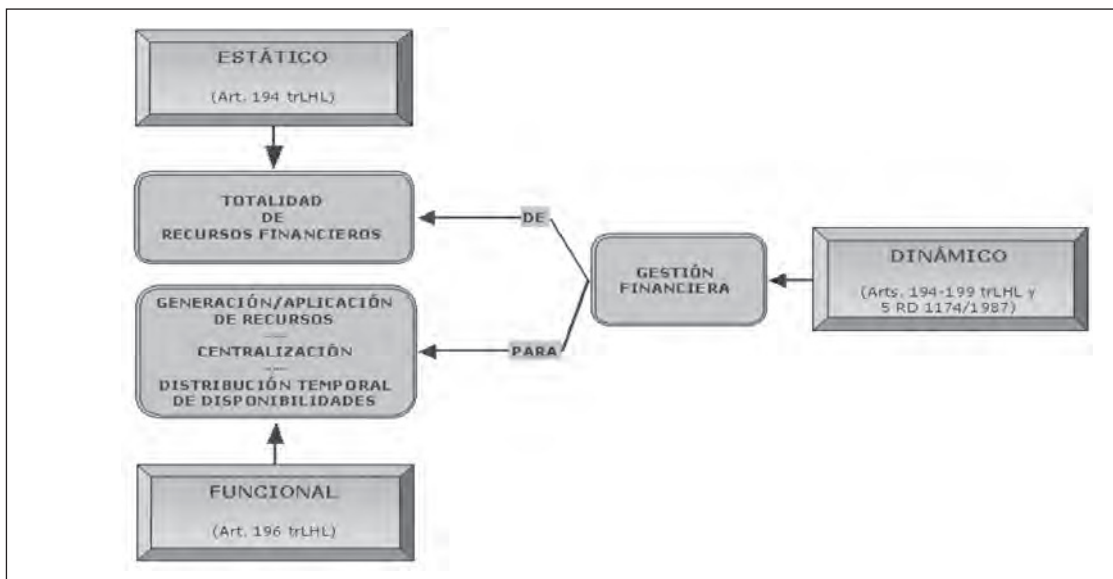 ESTÁTICO
(Art. 194 trLHL)
TOTALIDAD
DE
RECURSOS FINANCIEROS
DE
GESTIÓN
FINANCIERA
DINÁMICO
(Arts. 194-199 trLHL y
5 RD 1174/1987)
GENERACIÓN/APLICACIÓN
DE RECURSOS
----
CENTRALIZACIÓN
----
DISTRIBUCIÓN TEMPORAL
DE DISPONIBILIDADES
PARA
FUNCIONAL
(Art. 196 trLHL)